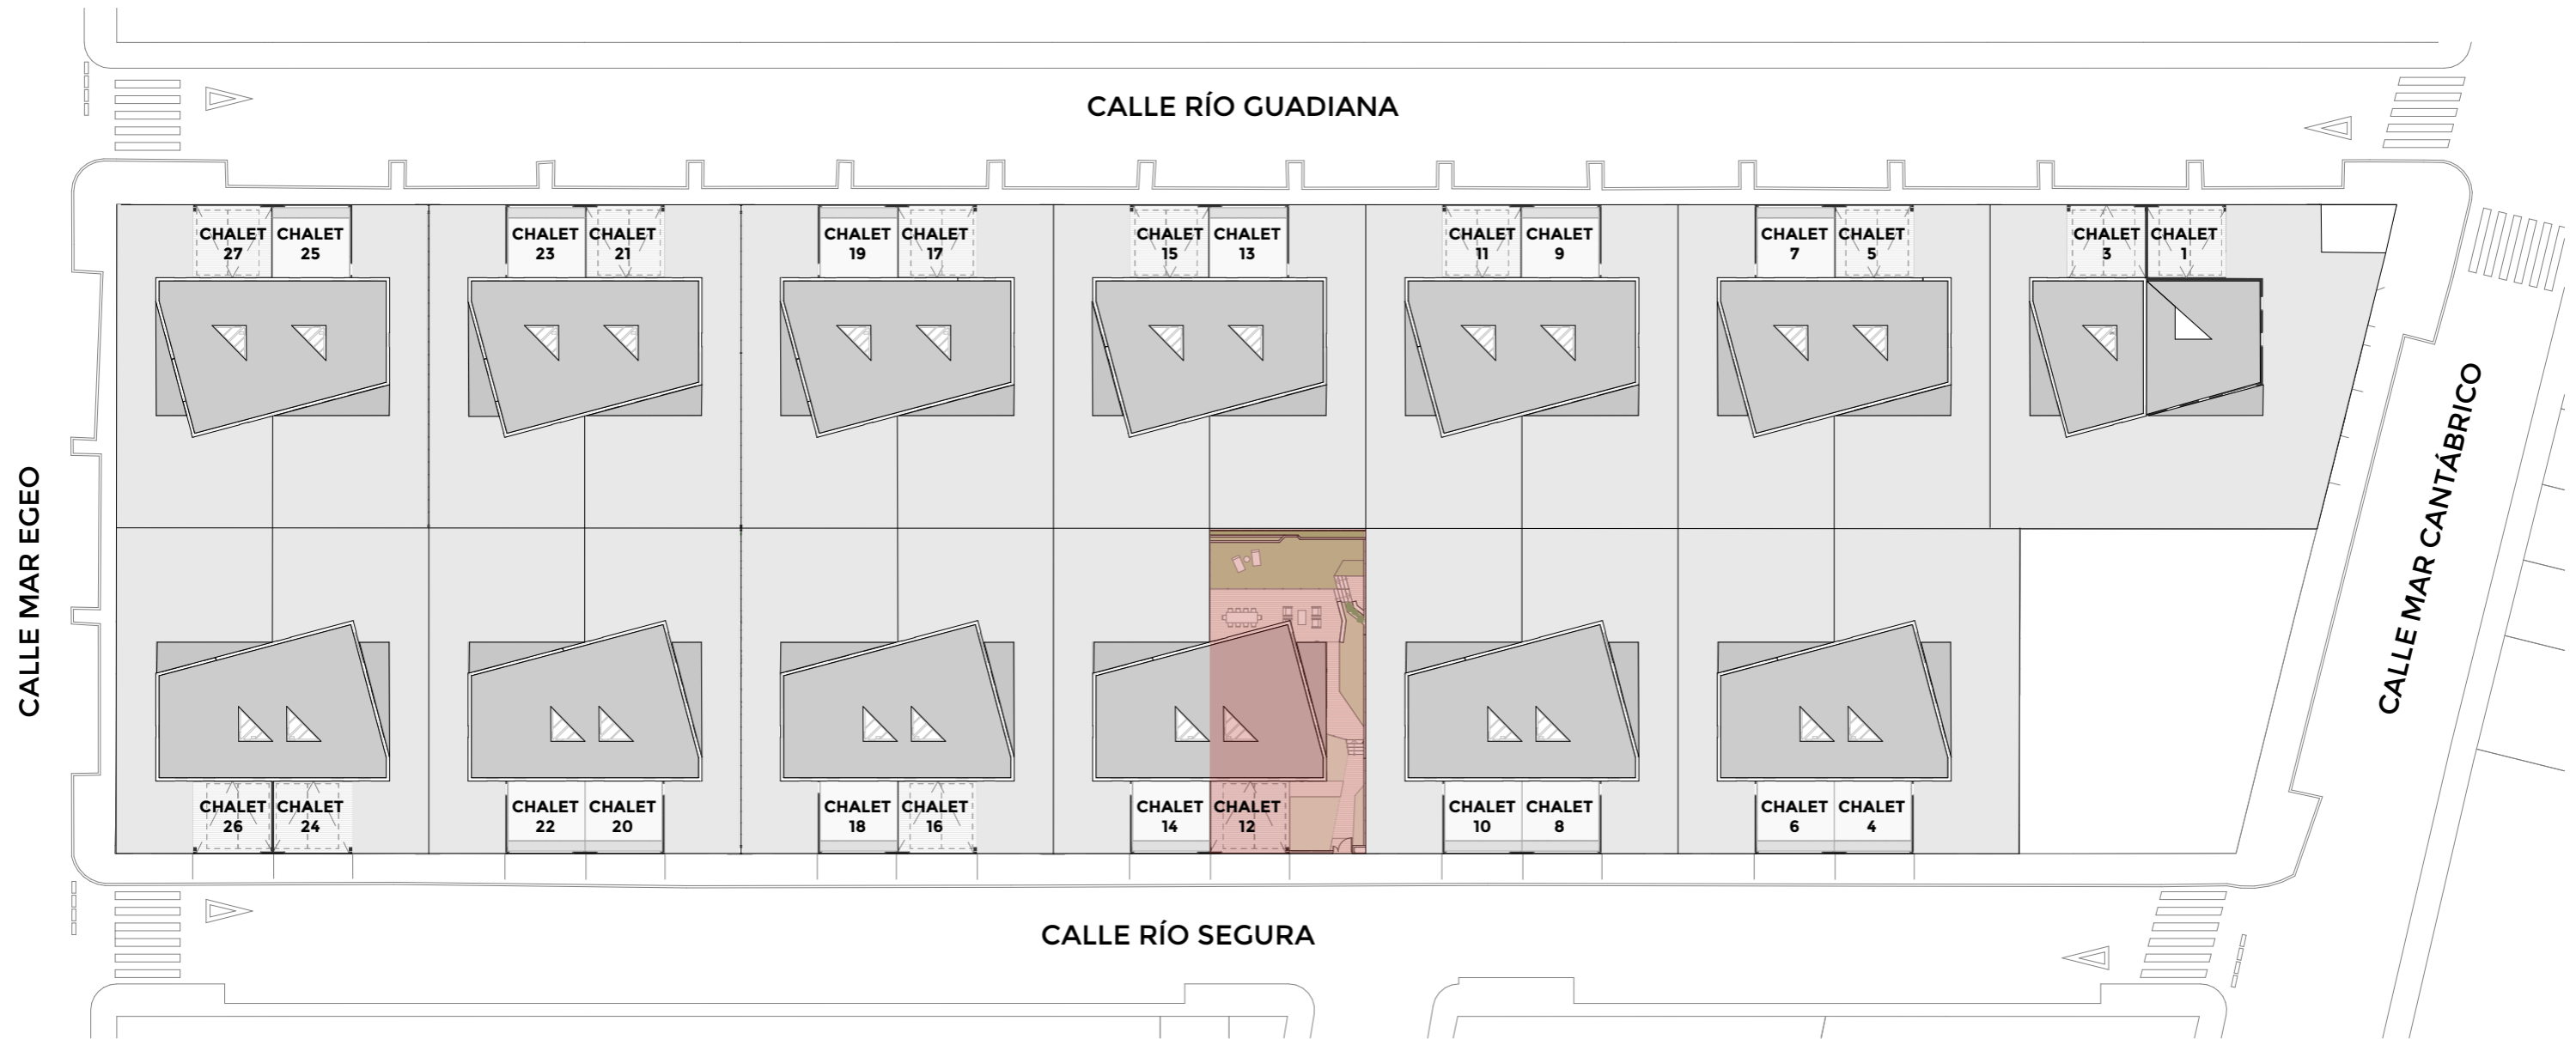 CALLE RÍO GUADIANA
CHALET 27
CHALET 25
CHALET 23
CHALET 21
CHALET 19
CHALET 17
CHALET 15
CHALET 13
CHALET 11
CHALET 9
CHALET 7
CHALET 5
CHALET 3
CHALET 1
CALLE MAR EGEO
CALLE MAR CANTÁBRICO
CHALET 26
CHALET 24
CHALET 22
CHALET 20
CHALET 18
CHALET 16
CHALET 14
CHALET 12
CHALET 10
CHALET 8
CHALET 6
CHALET 4
CALLE RÍO SEGURA